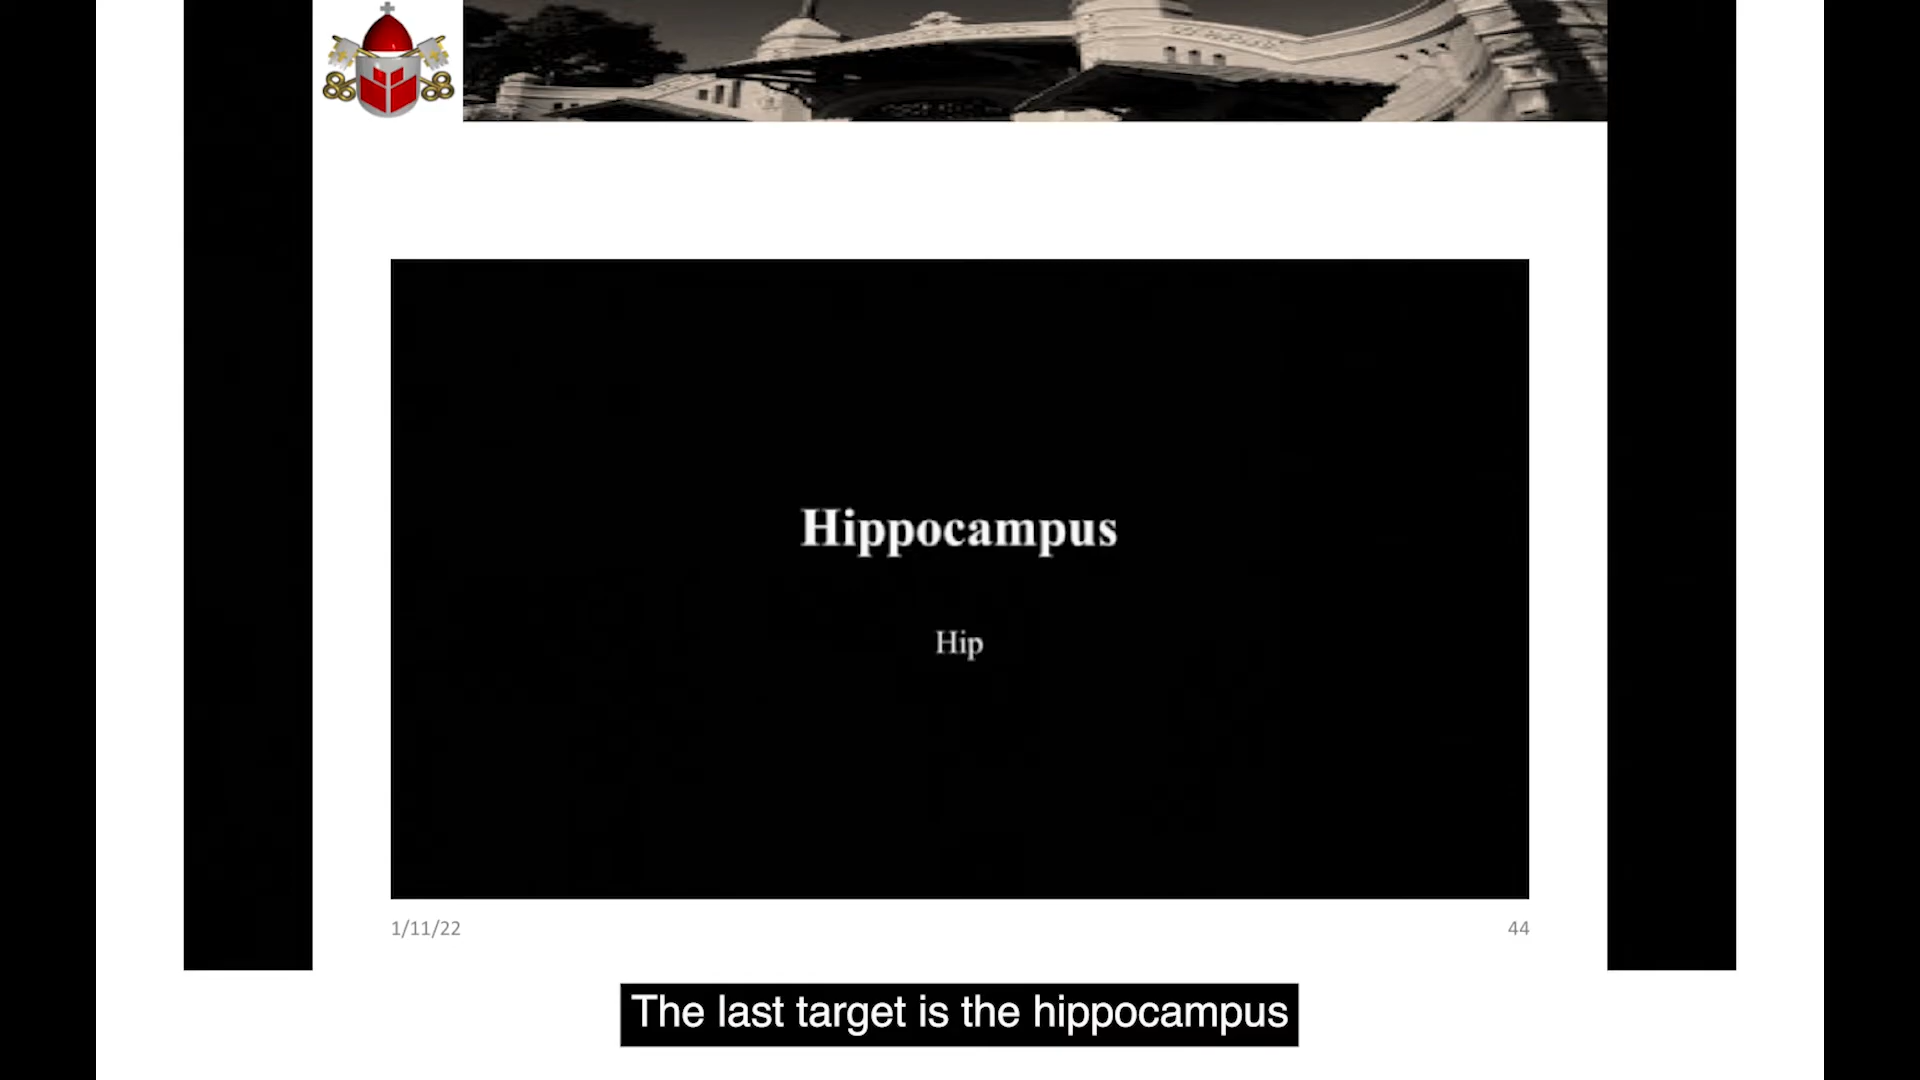 Hippocampus
Hip
1/11/22
44
The last target is the hippocampus